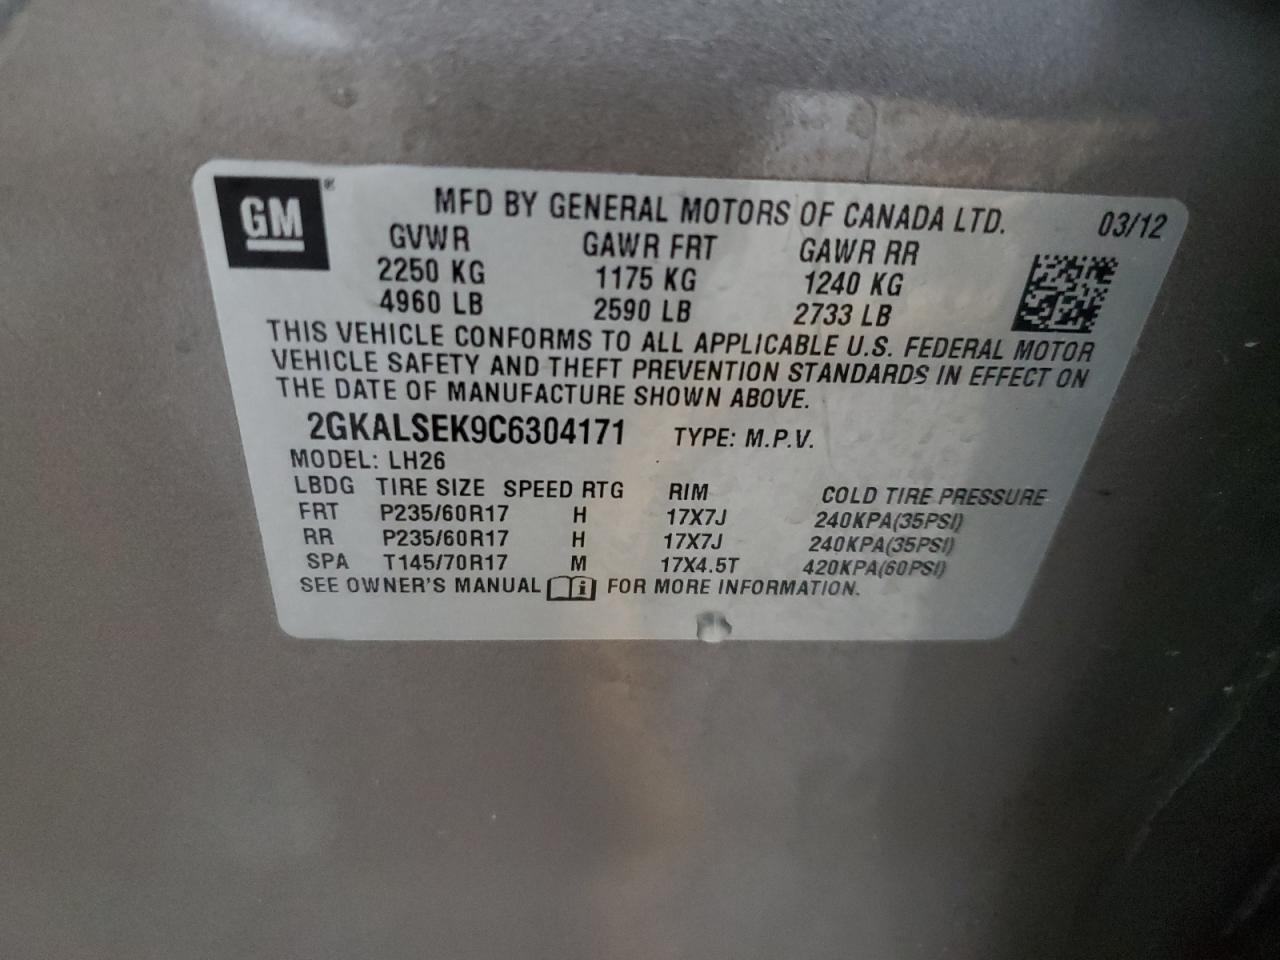 GM ®
MFD BY GENERAL MOTORS OF CANADA LTD. 03/12
GVWR GAWR FRT GAWR RR
2250 KG 1175 KG 1240 KG
4960 LB 2590 LB 2733 LB
THIS VEHICLE CONFORMS TO ALL APPLICABLE U.S. FEDERAL MOTOR
VEHICLE SAFETY AND THEFT PREVENTION STANDARDS IN EFFECT ON
THE DATE OF MANUFACTURE SHOWN ABOVE.
2GKALSEK9C6304171 TYPE: M.P.V.
MODEL: LH26
LBDG TIRE SIZE SPEED RTG RIM COLD TIRE PRESSURE
FRT P235/60R17 H 17X7J 240KPA(35PSI)
RR P235/60R17 H 17X7J 240KPA(35PSI)
SPA T145/70R17 M 17X4.5T 420KPA(60PSI)
SEE OWNER'S MANUAL i FOR MORE INFORMATION.